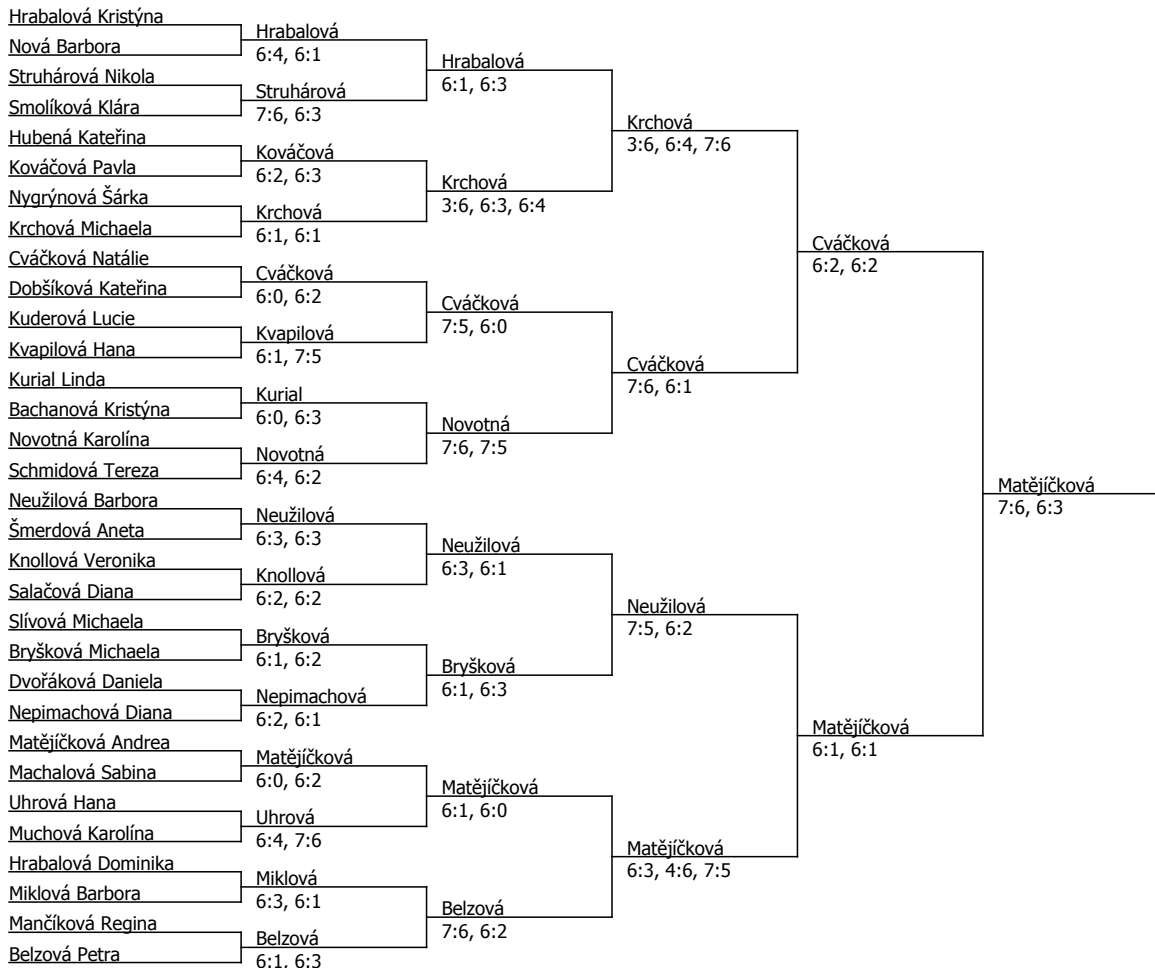 Hrabalová Kristýna
Nová Barbora
Struhárová Nikola
Smolíková Klára
Hubená Kateřina
Kováčová Pavla
Nygrýnová Šárka
Krchová Michaela
Cváčková Natálie
Dobšíková Kateřina
Kuderová Lucie
Kvapilová Hana
Kurial Linda
Bachanová Kristýna
Novotná Karolína
Schmidová Tereza
Neužilová Barbora
Šmerdová Aneta
Knollová Veronika
Salačová Diana
Slívová Michaela
Bryšková Michaela
Dvořáková Daniela
Nepimachová Diana
Matějíčková Andrea
Machalová Sabina
Uhrová Hana
Muchová Karolína
Hrabalová Dominika
Miklová Barbora
Mančíková Regina
Belzová Petra
Hrabalová
6:4, 6:1
Struhárová
7:6, 6:3
Kováčová
6:2, 6:3
Krchová
6:1, 6:1
Cváčková
6:0, 6:2
Kvapilová
6:1, 7:5
Kurial
6:0, 6:3
Novotná
6:4, 6:2
Neužilová
6:3, 6:3
Knollová
6:2, 6:2
Bryšková
6:1, 6:2
Nepimachová
6:2, 6:1
Matějíčková
6:0, 6:2
Uhrová
6:4, 7:6
Miklová
6:3, 6:1
Belzová
6:1, 6:3
Hrabalová
6:1, 6:3
Krchová
3:6, 6:3, 6:4
Cváčková
7:5, 6:0
Novotná
7:6, 7:5
Neužilová
6:3, 6:1
Bryšková
6:1, 6:3
Matějíčková
6:1, 6:0
Belzová
7:6, 6:2
Krchová
3:6, 6:4, 7:6
Cváčková
7:6, 6:1
Neužilová
7:5, 6:2
Matějíčková
6:3, 4:6, 7:5
Cváčková
6:2, 6:2
Matějíčková
6:1, 6:1
Matějíčková
7:6, 6:3